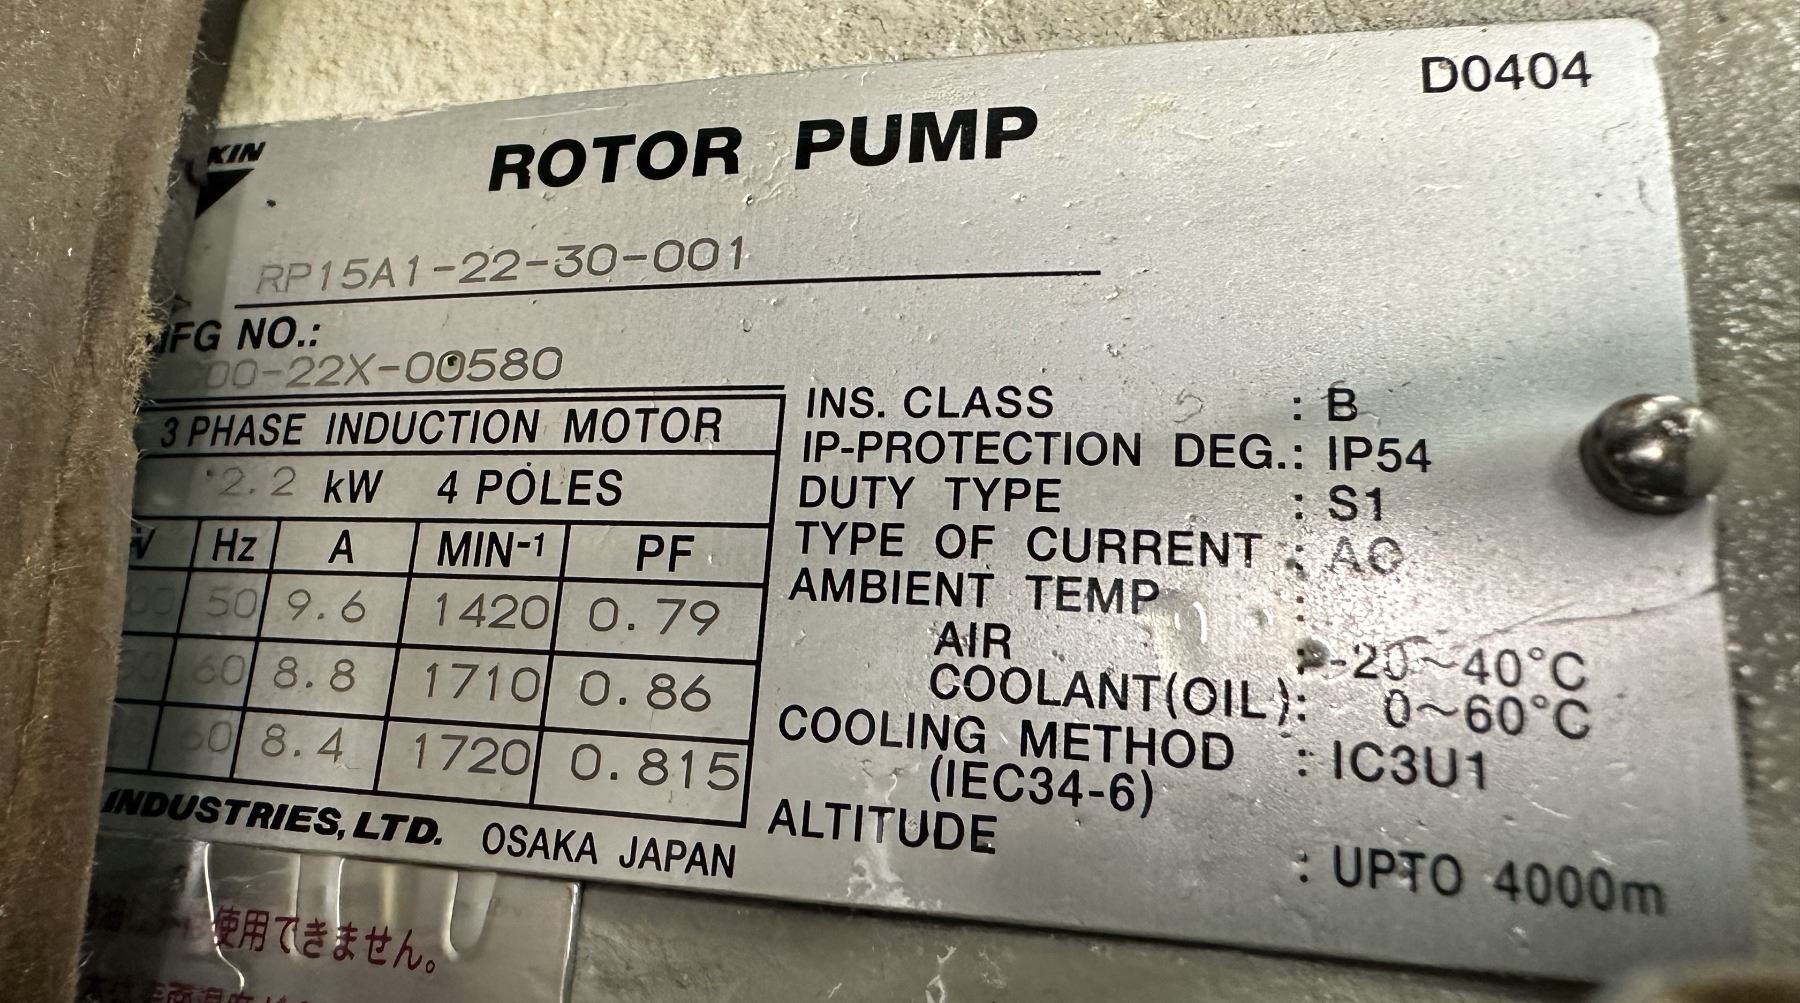 D0404
KIN
ROTOR PUMP
RP15A1-22-30-001
MFG NO.:
00-22X-00580
3 PHASE INDUCTION MOTOR
2.2 kW 4 POLES
V Hz A MIN-1 PF
50 9.6 1420 0.79
60 8.8 1710 0.86
60 8.4 1720 0.815
INDUSTRIES, LTD. OSAKA JAPAN
INS. CLASS : B
IP-PROTECTION DEG.: IP54
DUTY TYPE : S1
TYPE OF CURRENT : AC
AMBIENT TEMP :
AIR : -20~40°C
COOLANT(OIL): 0~60°C
COOLING METHOD : IC3U1
(IEC34-6)
ALTITUDE : UPTO 4000m
使用できません。